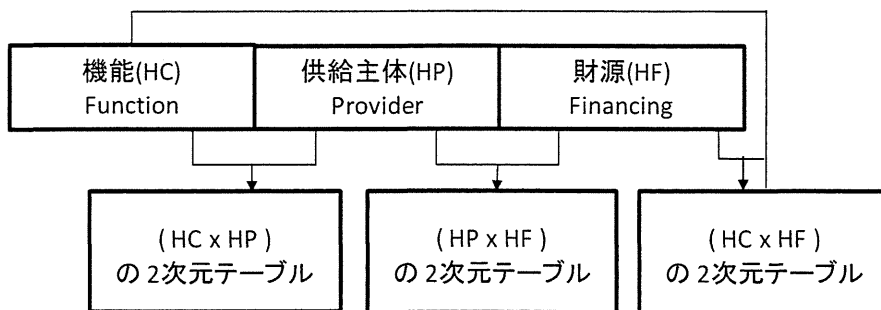 機能(HC)
Function
供給主体(HP)
Provider
財源(HF)
Financing
( HC x HP )
の 2次元テーブル
( HP x HF )
の 2次元テーブル
( HC x HF )
の 2次元テーブル